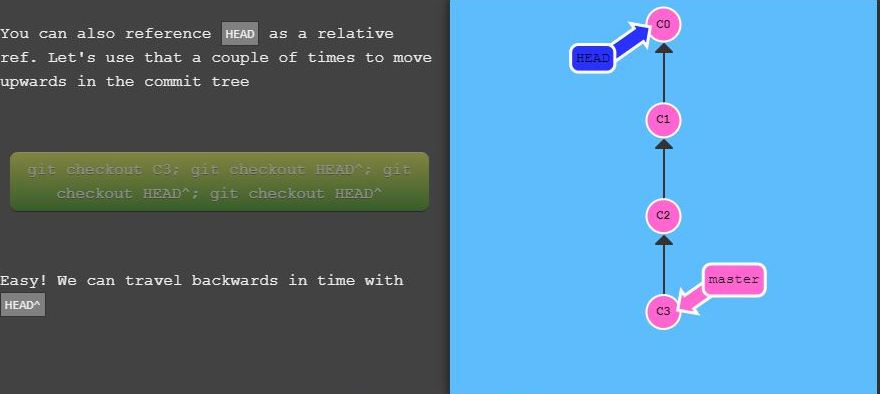 You can also reference HEAD as a relative
ref. Let's use that a couple of times to move
upwards in the commit tree
git checkout C3; git checkout HEAD^; git
checkout HEAD^; git checkout HEAD^
Easy! We can travel backwards in time with
HEAD^
C0
HEAD
C1
C2
master
C3